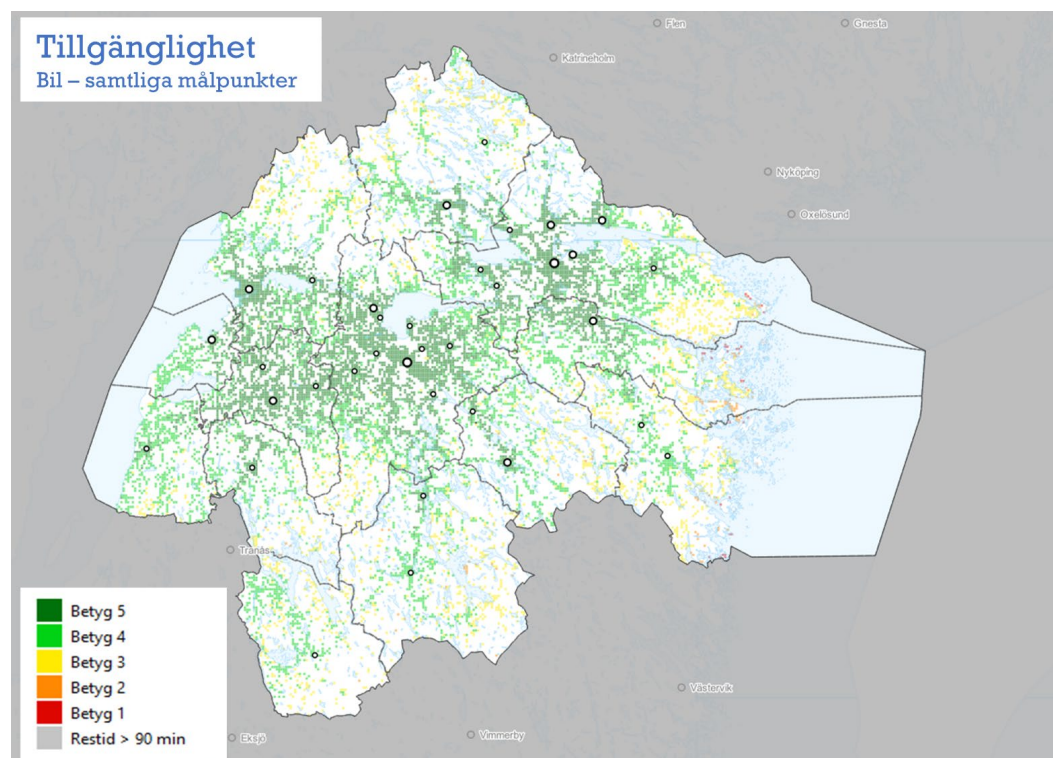 Tillgänglighet
Bil – samtliga målpunkter
Flen
Gnesta
Katrineholm
Nyköping
Oxelösund
Tranås
Västervik
Eksjö
Vimmerby
Betyg 5
Betyg 4
Betyg 3
Betyg 2
Betyg 1
Restid > 90 min